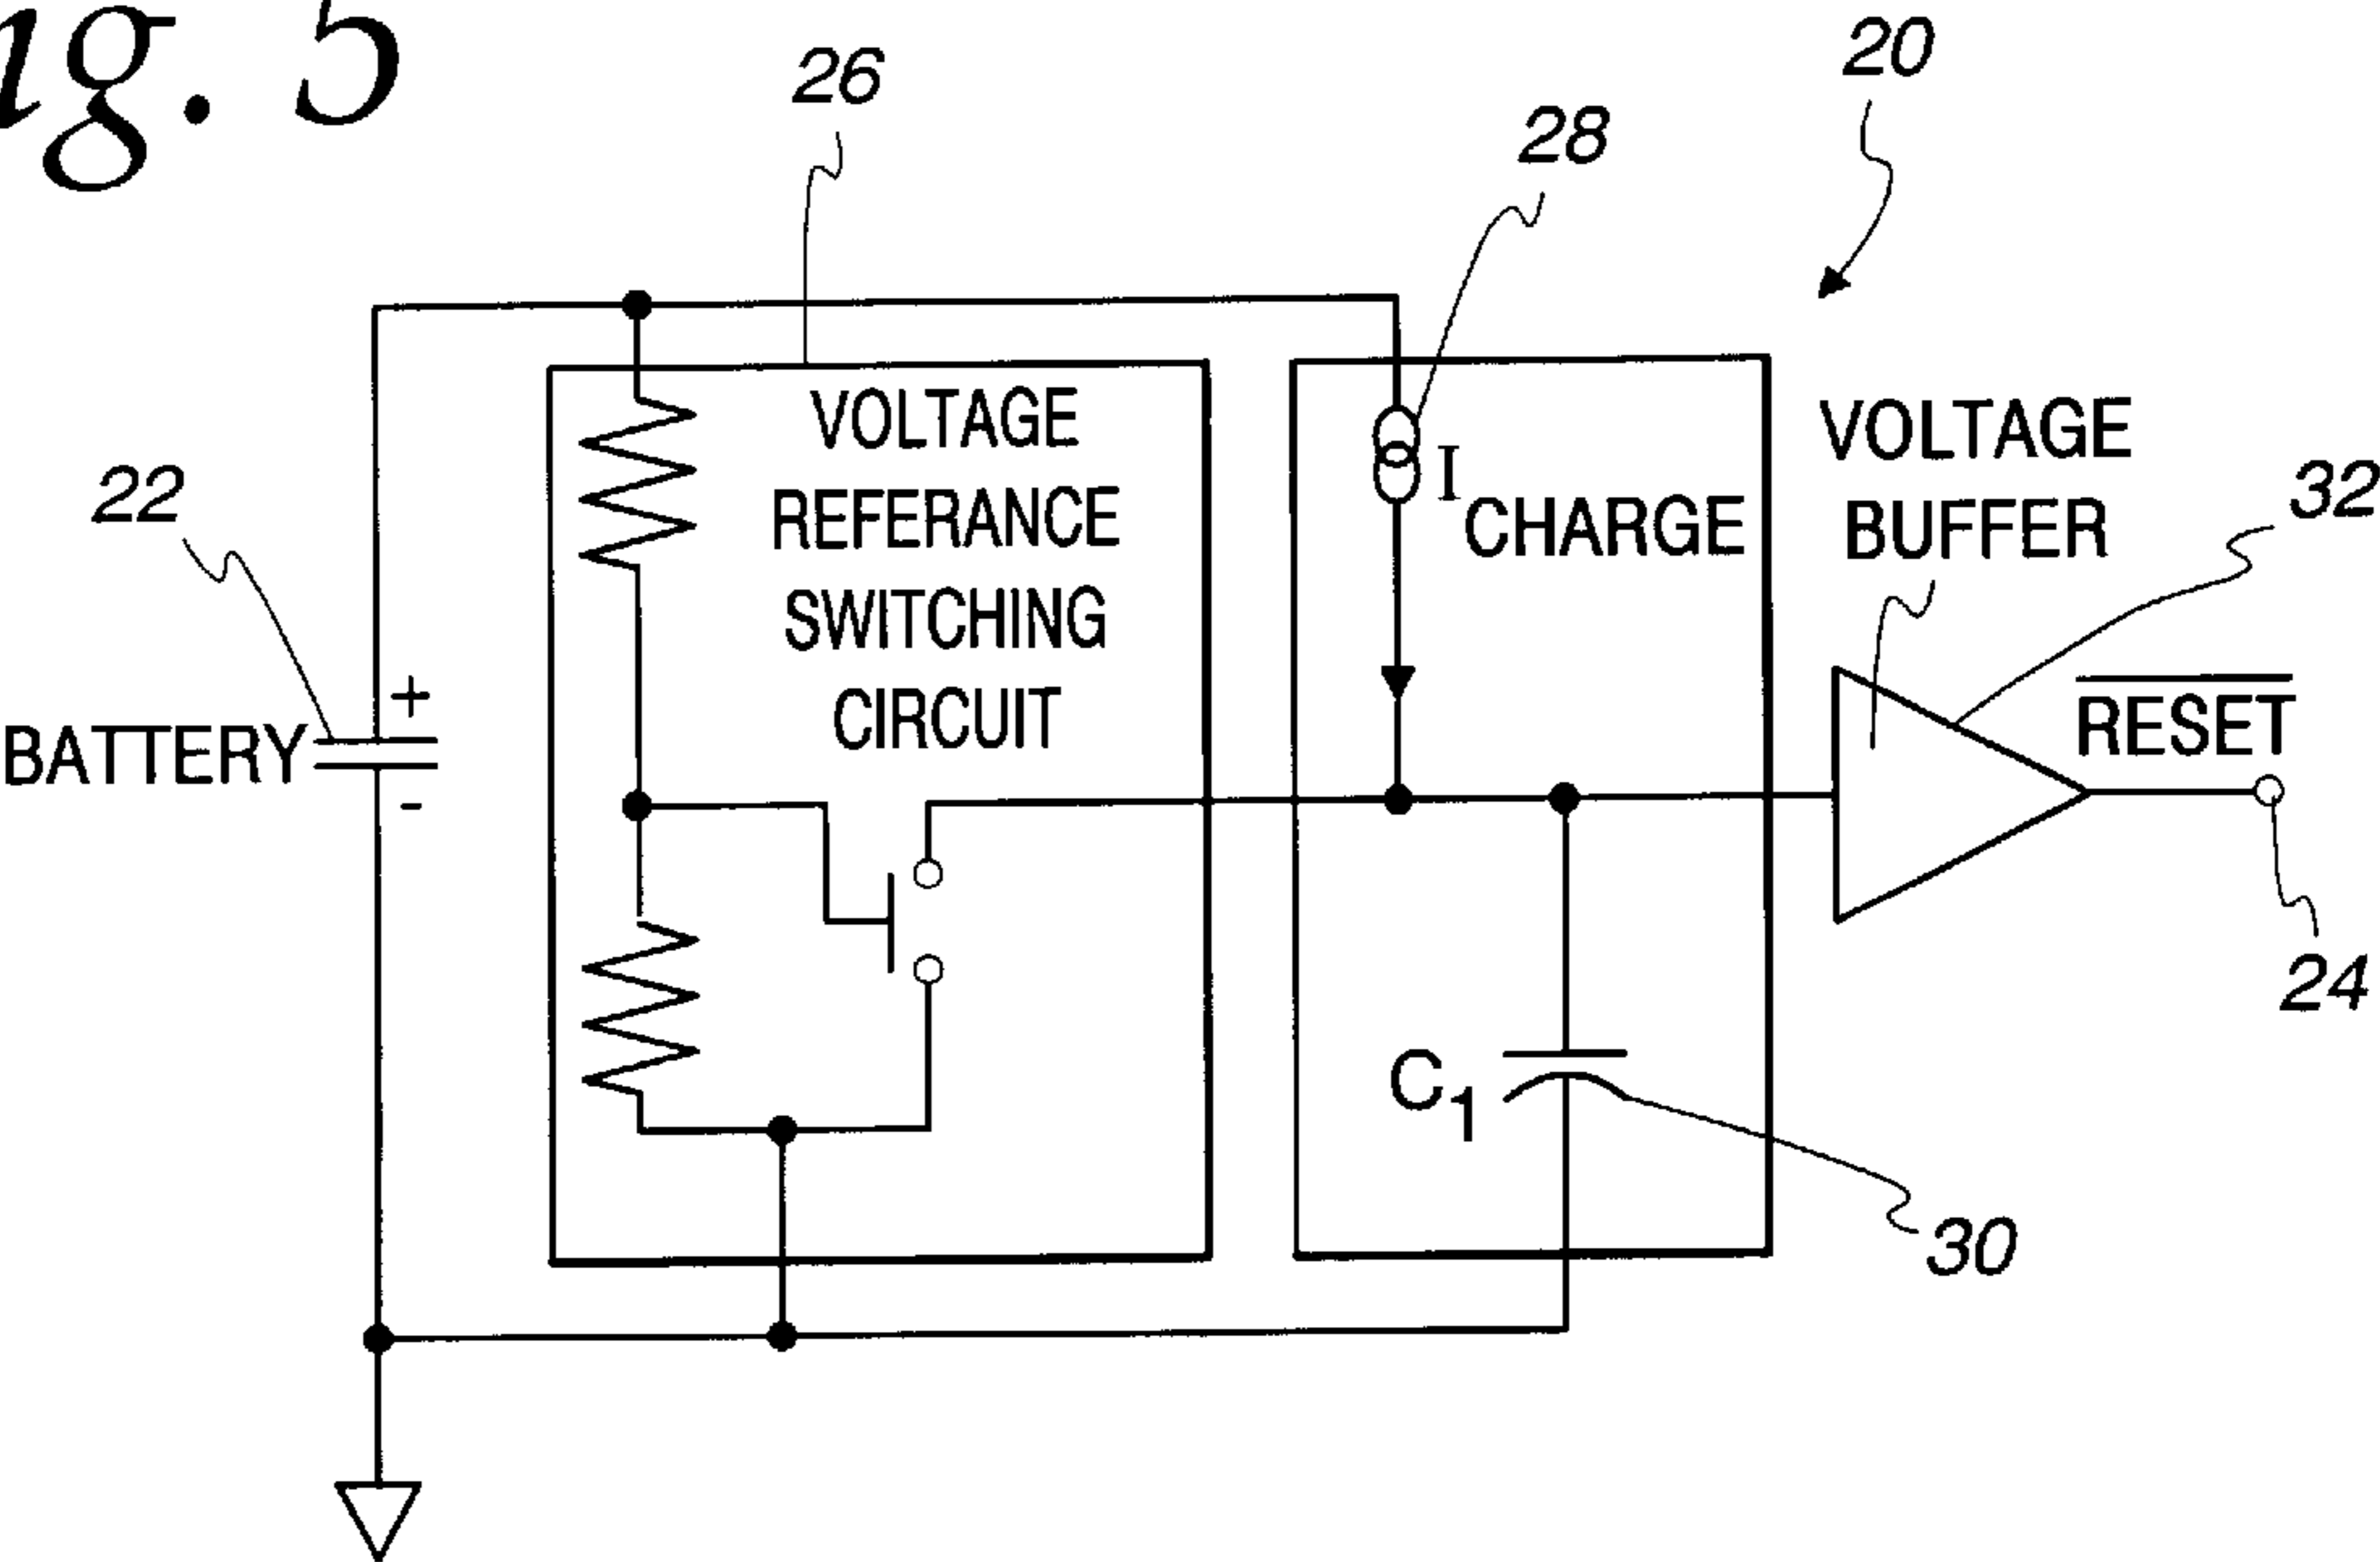 ig. 5
26
20
28
VOLTAGE
REFERANCE
SWITCHING
CIRCUIT
I CHARGE
VOLTAGE
BUFFER
32
22
+
BATTERY
-
RESET
24
C1
30